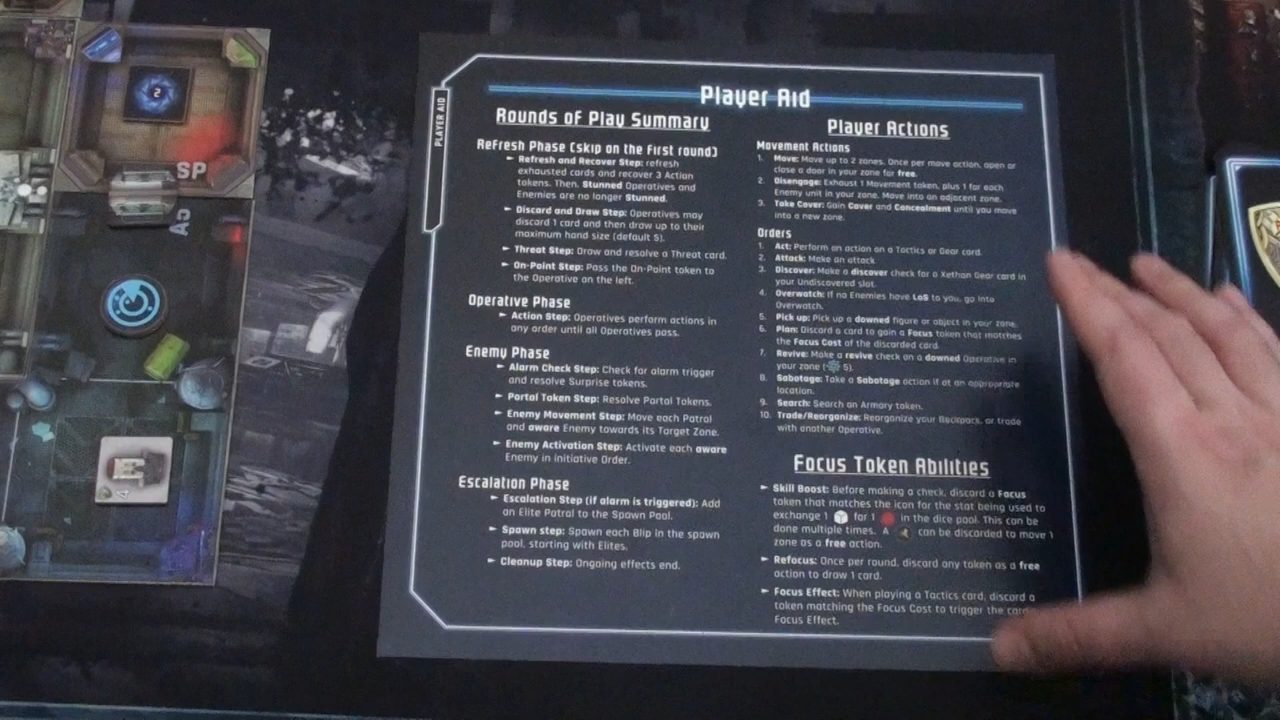 PLAYER AID
Player Aid
Rounds of Play Summary
Refresh Phase (skip on the first round)
► Refresh and Recover Step: refresh
exhausted cards and recover 3 Action
tokens. Then, Stunned Operatives and
Enemies are no longer Stunned.
► Discard and Draw Step: Operatives may
discard 1 card and then draw up to their
maximum hand size (default 5).
► Threat Step: Draw and resolve a Threat card.
► On-Point Step: Pass the On-Point token to
the Operative on the left.
Operative Phase
► Action Step: Operatives perform actions in
any order until all Operatives pass.
Enemy Phase
► Alarm Check Step: Check for alarm trigger
and resolve Surprise tokens.
► Portal Token Step: Resolve Portal Tokens.
► Enemy Movement Step: Move each Patrol
and aware Enemy towards its Target Zone.
► Enemy Activation Step: Activate each aware
Enemy in initiative Order.
Escalation Phase
► Escalation Step (if alarm is triggered): Add
an Elite Patrol to the Spawn Pool.
► Spawn step: Spawn each Blip in the spawn
pool, starting with Elites.
► Cleanup Step: Ongoing effects end.
Player Actions
Movement Actions
1. Move: Move up to 2 zones. Once per move action, open or
close a door in your zone for free.
2. Disengage: Exhaust 1 Movement token, plus 1 for each
Enemy unit in your zone. Move into an adjacent zone.
3. Take Cover: Gain Cover and Concealment until you move
into a new zone.
Orders
1. Act: Perform an action on a Tactics or Gear card.
2. Attack: Make an attack
3. Discover: Make a discover check for a Xethan Gear card in
your Undiscovered slot.
4. Overwatch: If no Enemies have LoS to you, go into
Overwatch.
5. Pick up: Pick up a downed figure or object in your zone.
6. Plan: Discard a card to gain a Focus token that matches
the Focus Cost of the discarded card.
7. Revive: Make a revive check on a downed Operative in
your zone ( 5).
8. Sabotage: Take a Sabotage action if at an appropriate
location.
9. Search: Search an Armory token.
10. Trade/Reorganize: Reorganize your Backpack, or trade
with another Operative.
Focus Token Abilities
► Skill Boost: Before making a check, discard a Focus
token that matches the icon for the stat being used to
exchange 1 for 1 in the dice pool. This can be
done multiple times. A can be discarded to move 1
zone as a free action.
► Refocus: Once per round, discard any token as a free
action to draw 1 card.
► Focus Effect: When playing a Tactics card, discard a
token matching the Focus Cost to trigger the card
Focus Effect.
2
SP
4